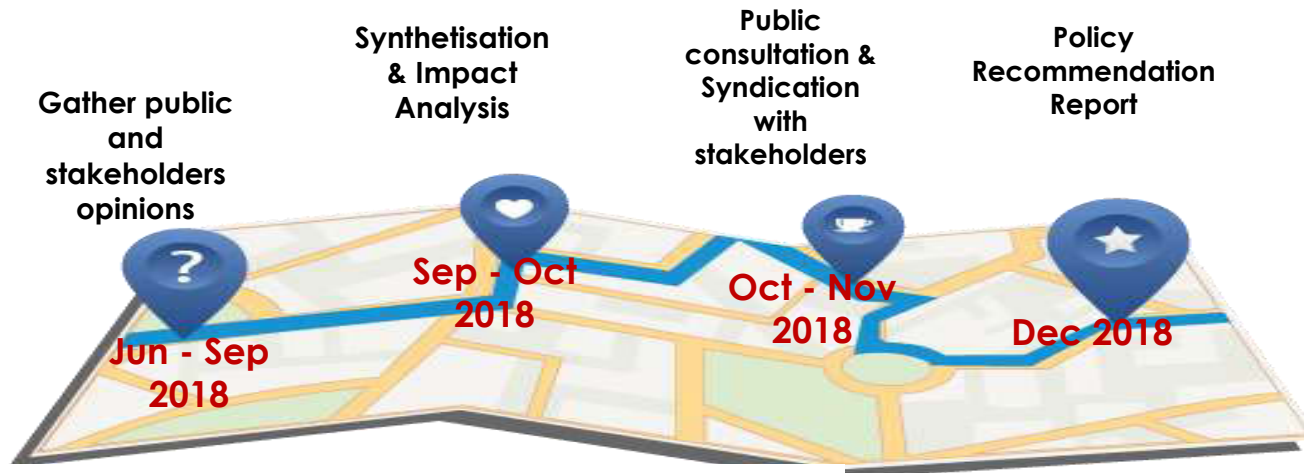 Gather public
and
stakeholders
opinions
Jun - Sep
2018
Synthetisation
& Impact
Analysis
Sep - Oct
2018
Public
consultation &
Syndication
with
stakeholders
Oct - Nov
2018
Policy
Recommendation
Report
Dec 2018
?